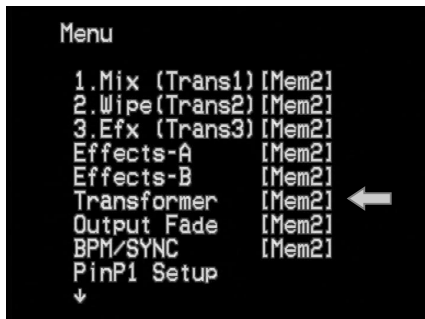 Menu
1.Mix (Trans1)[Mem2]
2.Wipe(Trans2)[Mem2]
3.Efx (Trans3)[Mem2]
Effects-A [Mem2]
Effects-B [Mem2]
Transformer [Mem2]
Output Fade [Mem2]
BPM/SYNC [Mem2]
PinP1 Setup